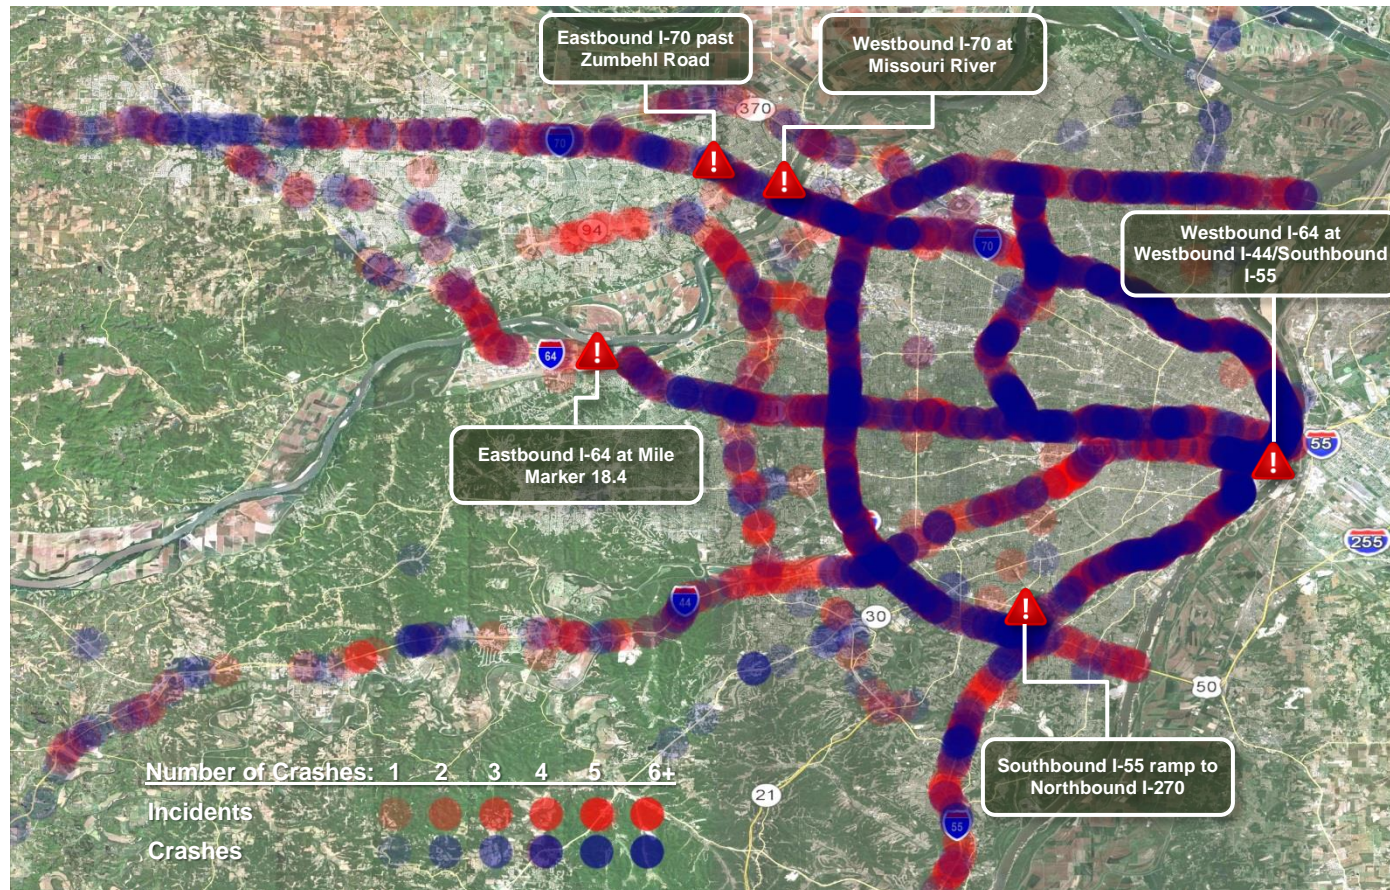 Eastbound I-70 past
Zumbehl Road
Westbound I-70 at
Missouri River
370
70
94
70
Westbound I-64 at
Westbound I-44/Southbound
I-55
64
55
Eastbound I-64 at Mile
Marker 18.4
255
44
30
50
Southbound I-55 ramp to
Northbound I-270
21
55
Number of Crashes: 1 2 3 4 5 6+
Incidents
Crashes